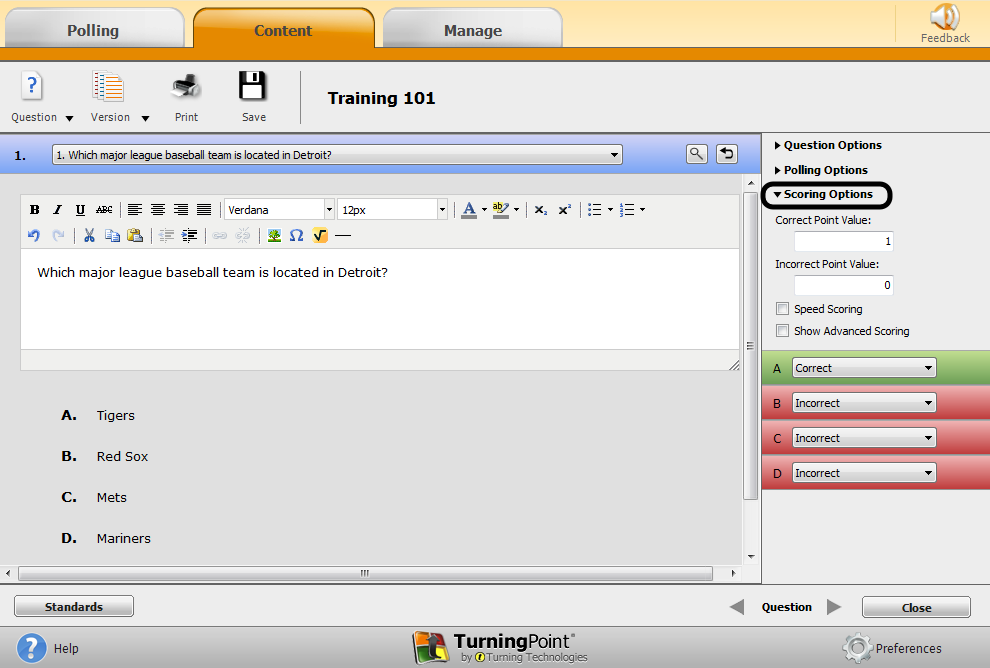 Polling
Content
Manage
Feedback
Question
Version
Print
Save
Training 101
1.
1. Which major league baseball team is located in Detroit?
Question Options
Polling Options
Scoring Options
Correct Point Value:
1
Incorrect Point Value:
0
Speed Scoring
Show Advanced Scoring
A Correct
B Incorrect
C Incorrect
D Incorrect
B I U ABC Verdana 12px A ab X₂ X²
Ω √
Which major league baseball team is located in Detroit?
A. Tigers
B. Red Sox
C. Mets
D. Mariners
Standards
Question
Close
? Help
TurningPoint®
by Turning Technologies
Preferences